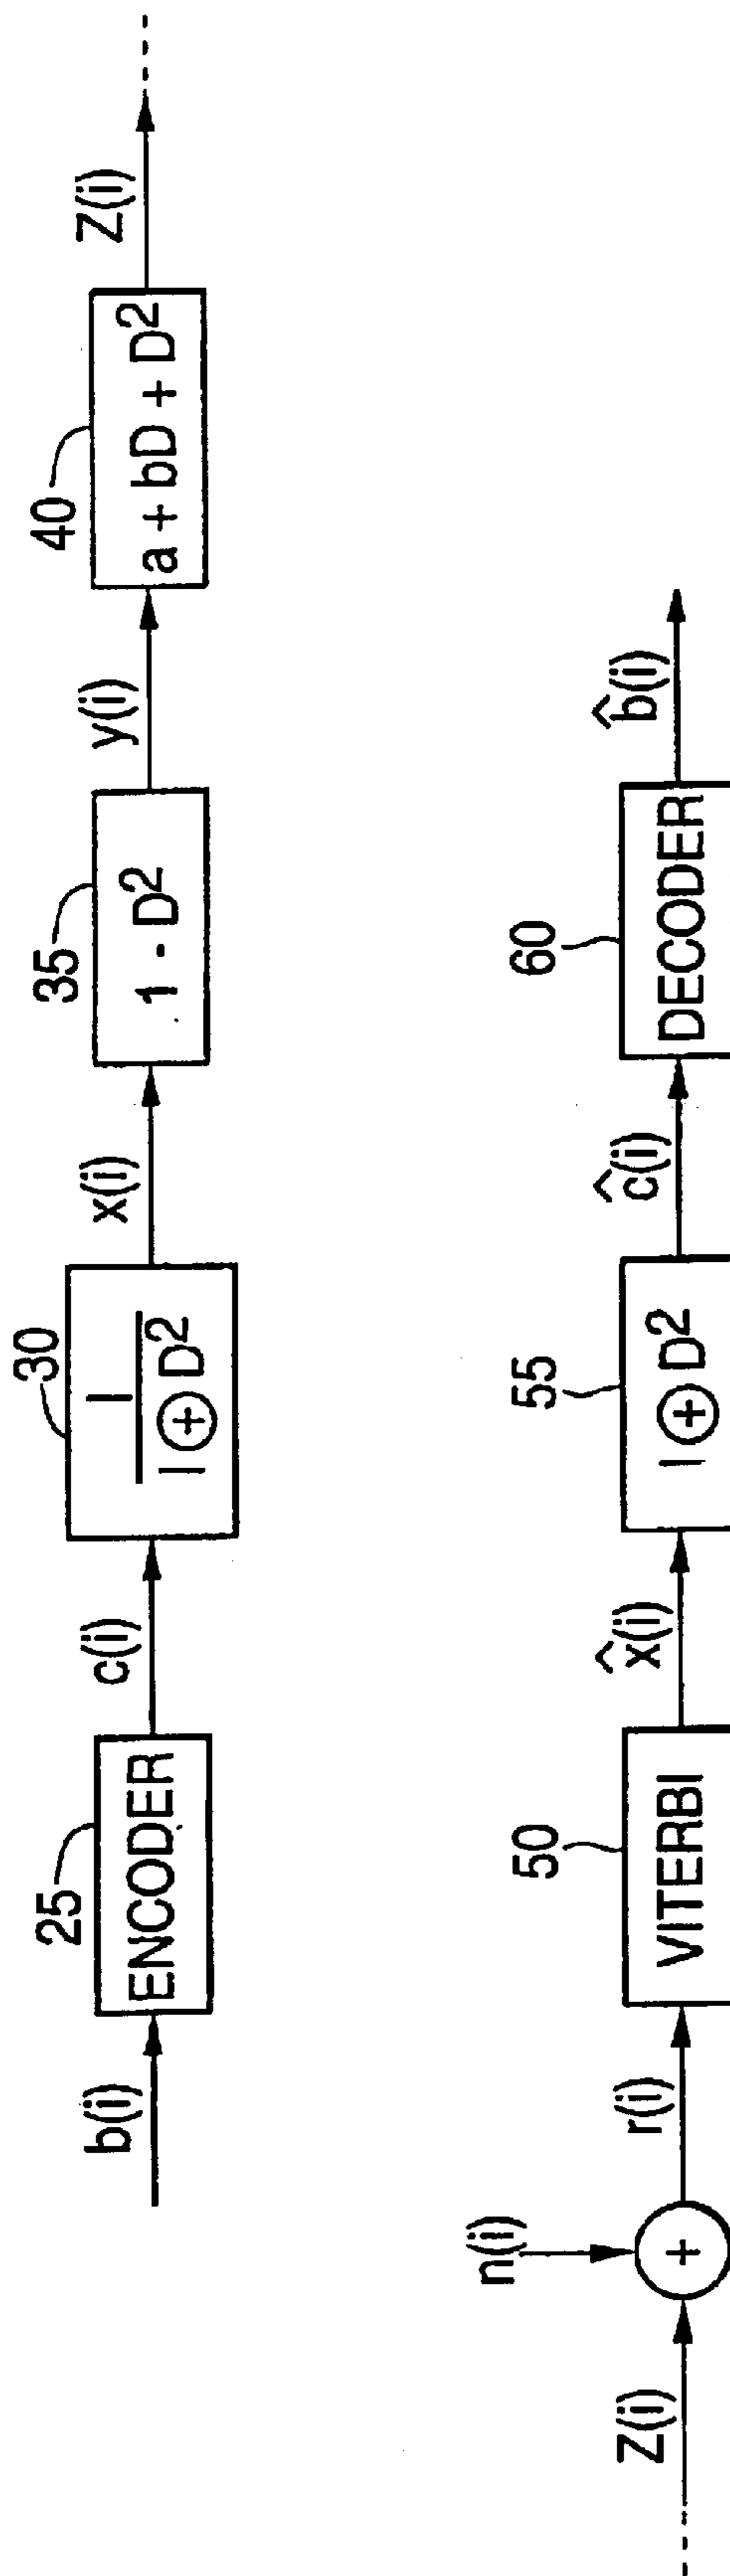 b(i)
25
ENCODER
c(i)
30
1
1 ⊕ D²
x(i)
35
1 - D²
y(i)
40
a + bD + D²
Z(i)
Z(i)
n(i)
+
r(i)
50
VITERBI
x̂(i)
55
1 ⊕ D²
ĉ(i)
60
DECODER
b̂(i)